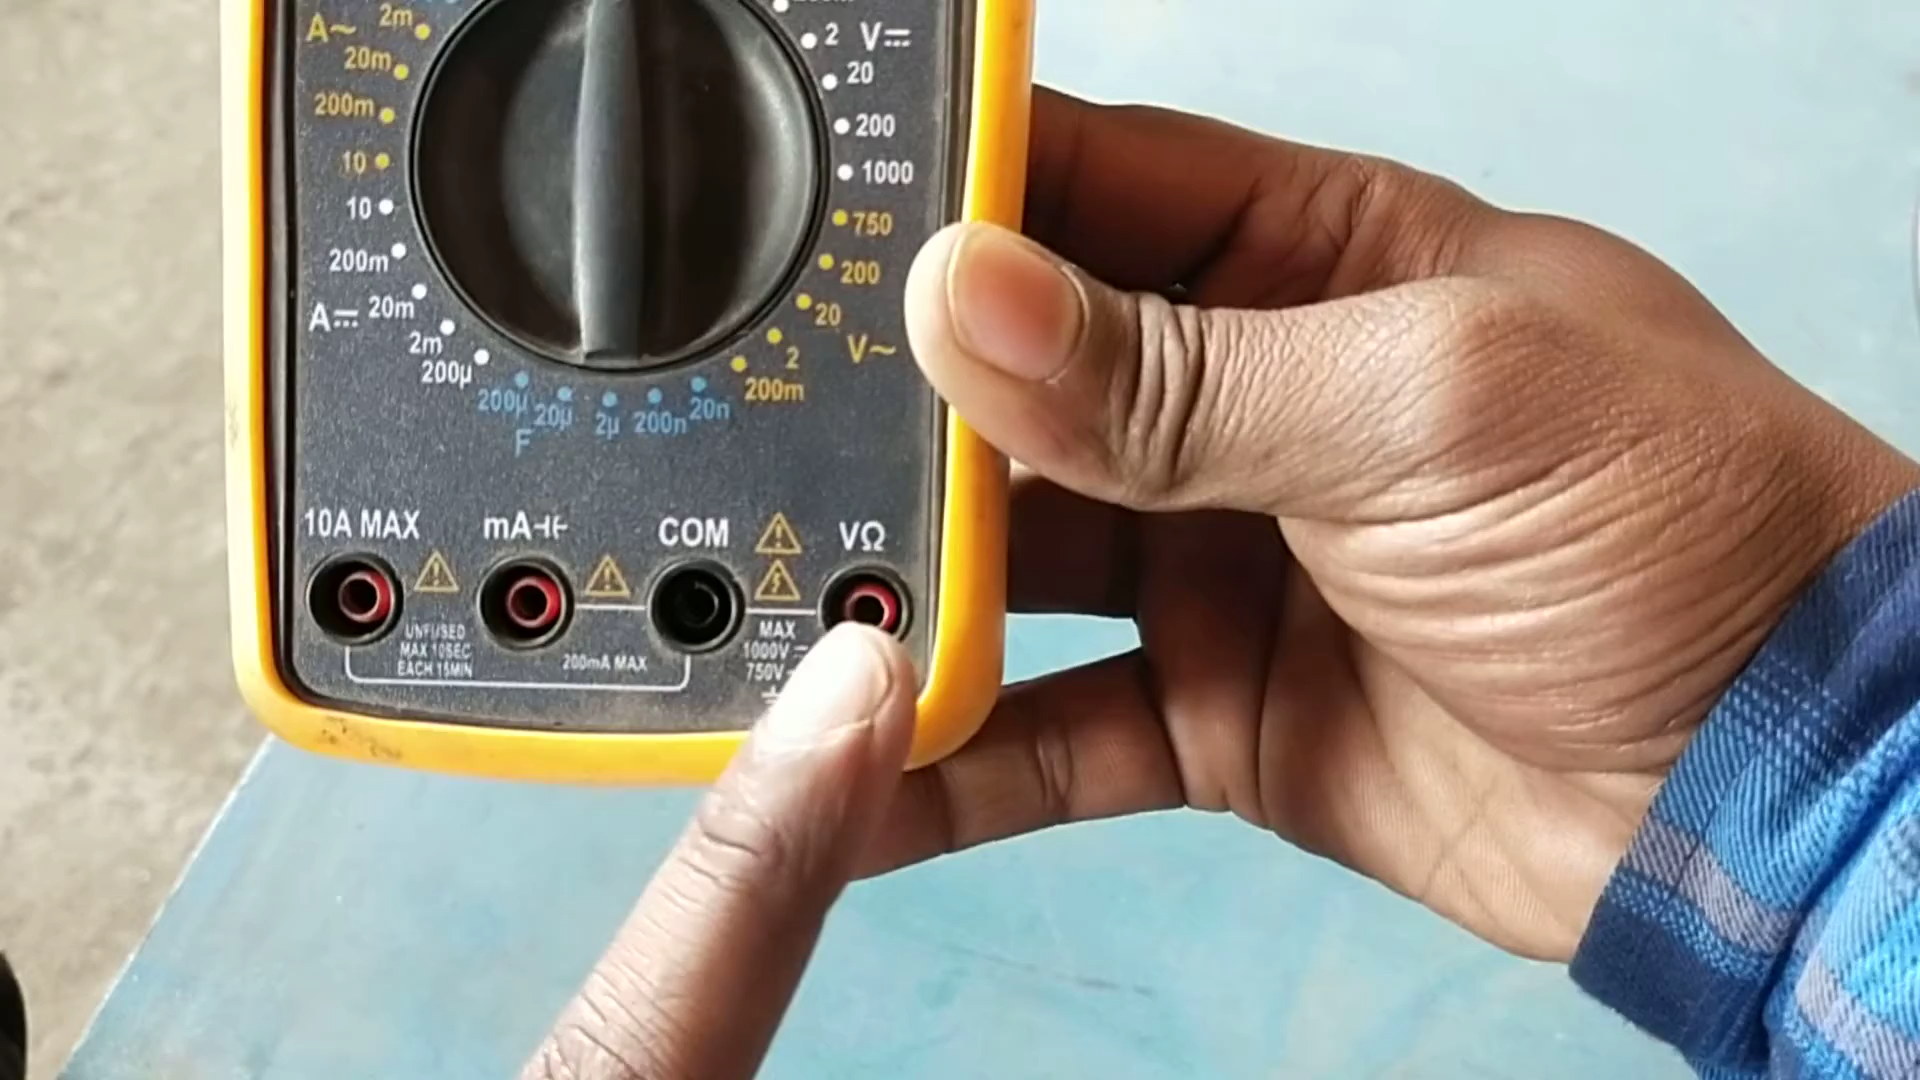 A~
2m
20m
200m
10
10
200m
20m
A⎓
2m
200µ
200µ
20µ
2µ
200n
20n
F
2
V⎓
20
200
1000
750
200
20
2
V~
200m
10A MAX
mA⊣⊢
COM
VΩ
UNFUSED
MAX 10SEC
EACH 15MIN
200mA MAX
MAX
1000V⎓
750V~